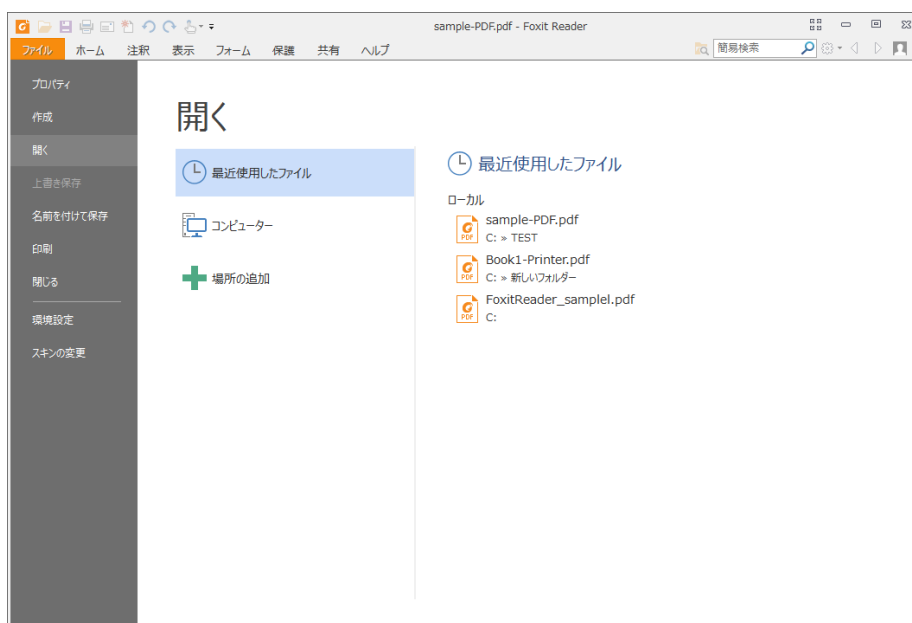 sample-PDF.pdf - Foxit Reader
ファイル ホーム 注釈 表示 フォーム 保護 共有 ヘルプ 簡易検索
プロパティ
作成
開く
上書き保存
名前を付けて保存
印刷
閉じる
環境設定
スキンの変更
開く
最近使用したファイル
コンピューター
場所の追加
最近使用したファイル
ローカル
PDF
sample-PDF.pdf
C: » TEST
PDF
Book1-Printer.pdf
C: » 新しいフォルダー
PDF
FoxitReader_samplel.pdf
C: